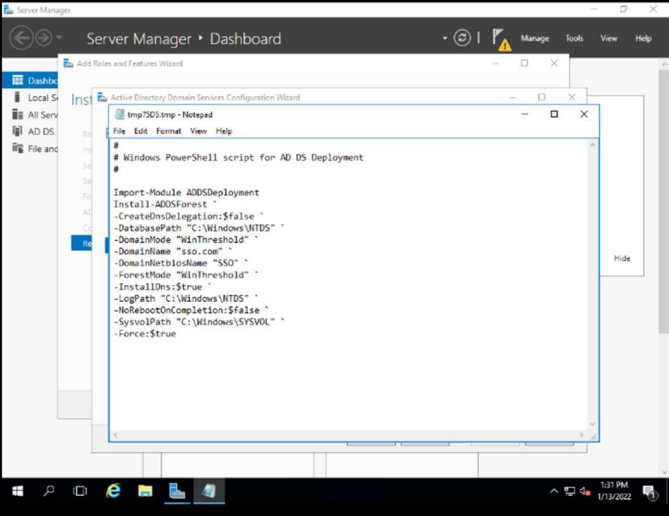 Server Manager
Server Manager • Dashboard
Manage Tools View Help
Add Roles and Features Wizard
Dashbo
Local Se
All Serv
AD DS
File and
Inst
Active Directory Domain Services Configuration Wizard
tmp75D5.tmp - Notepad
File Edit Format View Help
#
# Windows PowerShell script for AD DS Deployment
#
Import-Module ADDSDeployment
Install-ADDSForest `
-CreateDnsDelegation:$false `
-DatabasePath "C:\Windows\NTDS" `
-DomainMode "WinThreshold" `
-DomainName "sso.com" `
-DomainNetbiosName "SSO" `
-ForestMode "WinThreshold" `
-InstallDns:$true `
-LogPath "C:\Windows\NTDS" `
-NoRebootOnCompletion:$false `
-SysvolPath "C:\Windows\SYSVOL" `
-Force:$true
Hide
1:31 PM
1/13/2022